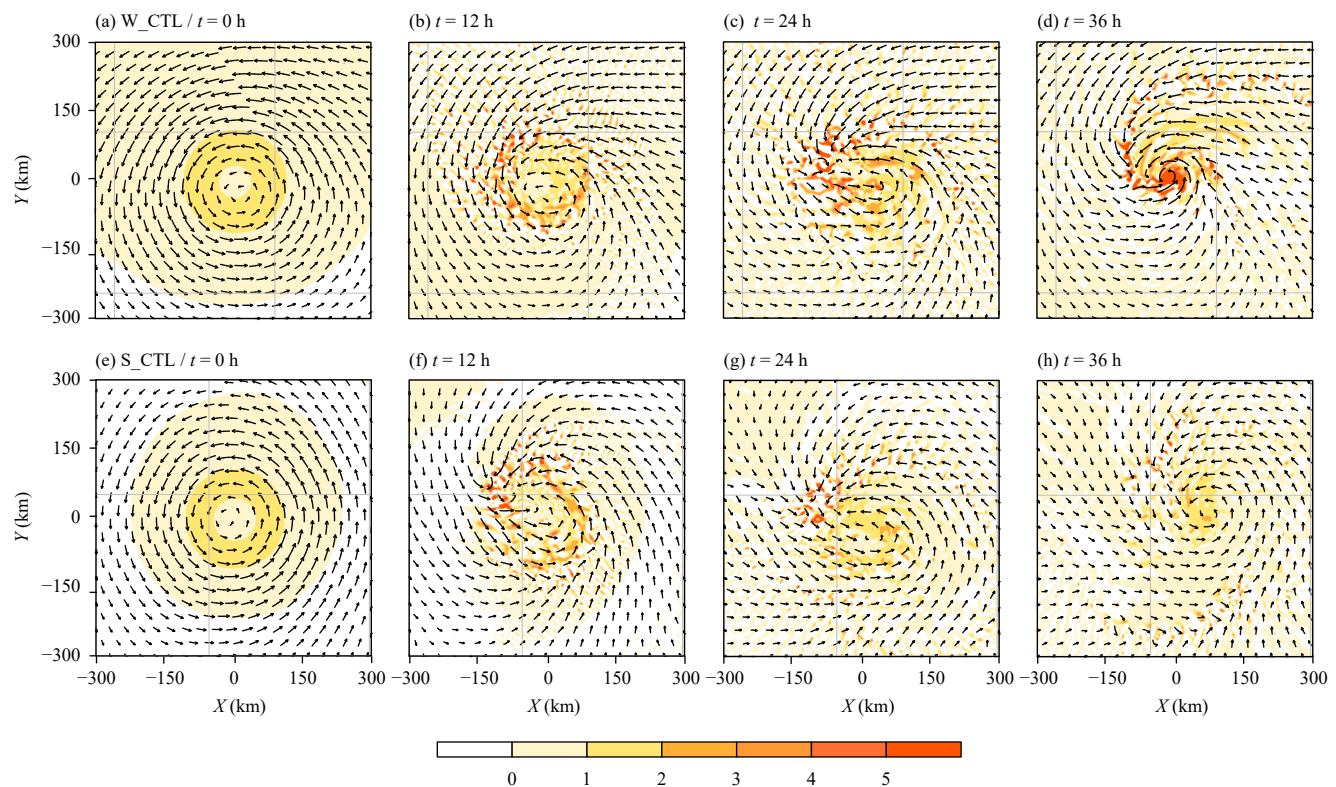 (a) W_CTL / t = 0 h (b) t = 12 h (c) t = 24 h (d) t = 36 h
300
150
0
−150
−300
Y (km)
(e) S_CTL / t = 0 h (f) t = 12 h (g) t = 24 h (h) t = 36 h
300
150
0
−150
−300
Y (km)
−300 −150 0 150 300 −300 −150 0 150 300 −300 −150 0 150 300 −300 −150 0 150 300
X (km) X (km) X (km) X (km)
0 1 2 3 4 5